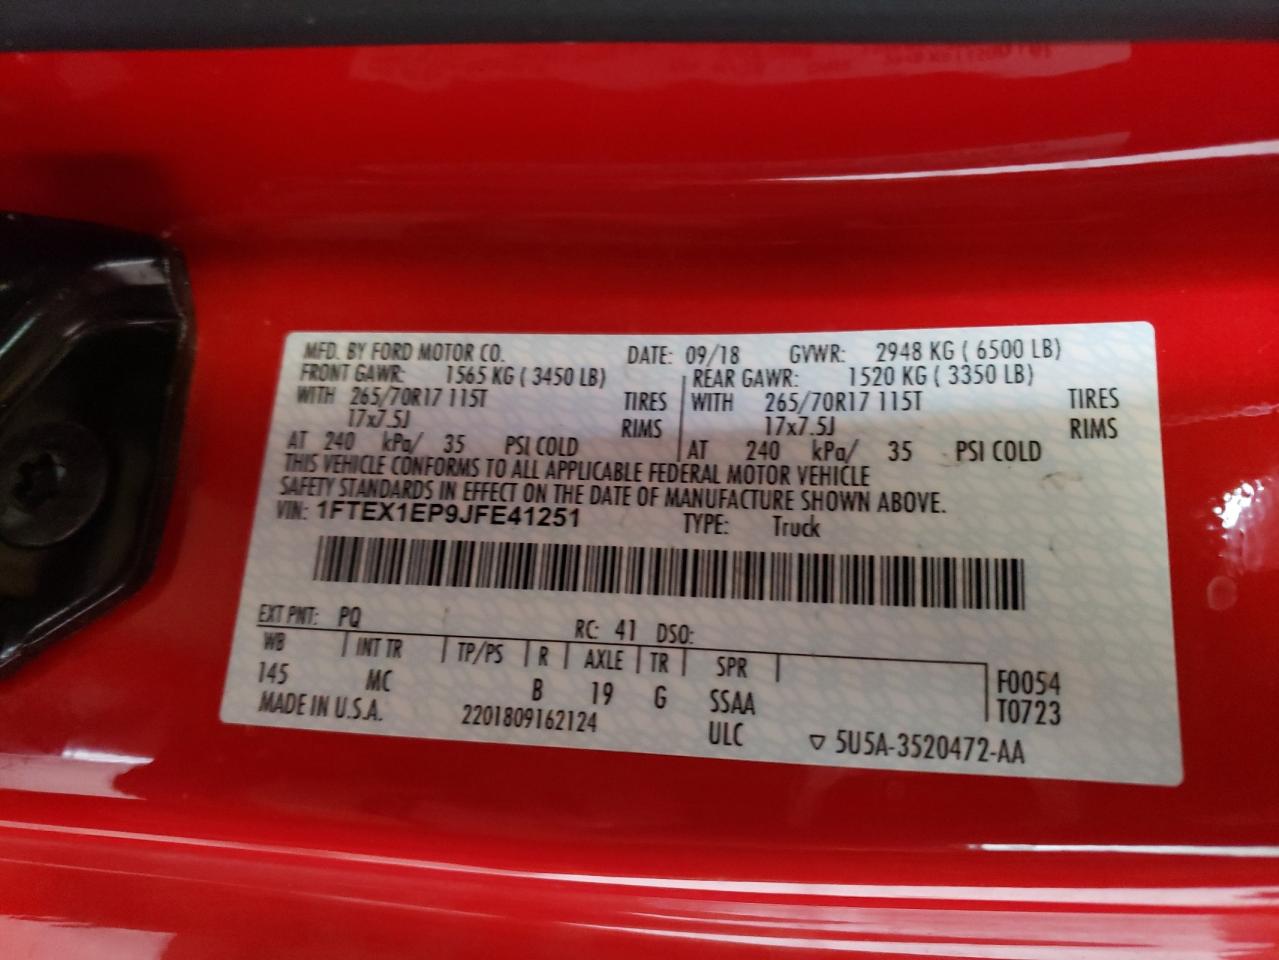 MFD. BY FORD MOTOR CO. DATE: 09/18 GVWR: 2948 KG ( 6500 LB)
FRONT GAWR: 1565 KG ( 3450 LB) REAR GAWR: 1520 KG ( 3350 LB)
WITH 265/70R17 115T TIRES WITH 265/70R17 115T TIRES
17x7.5J RIMS 17x7.5J RIMS
AT 240 kPa/ 35 PSI COLD AT 240 kPa/ 35 PSI COLD
THIS VEHICLE CONFORMS TO ALL APPLICABLE FEDERAL MOTOR VEHICLE
SAFETY STANDARDS IN EFFECT ON THE DATE OF MANUFACTURE SHOWN ABOVE.
VIN: 1FTEX1EP9JFE41251 TYPE: Truck
EXT PNT: PQ RC: 41 DSO:
WB INT TR TP/PS R AXLE TR SPR F0054
145 MC B 19 G SSAA T0723
MADE IN U.S.A. 2201809162124 ULC ▽ 5U5A-3520472-AA